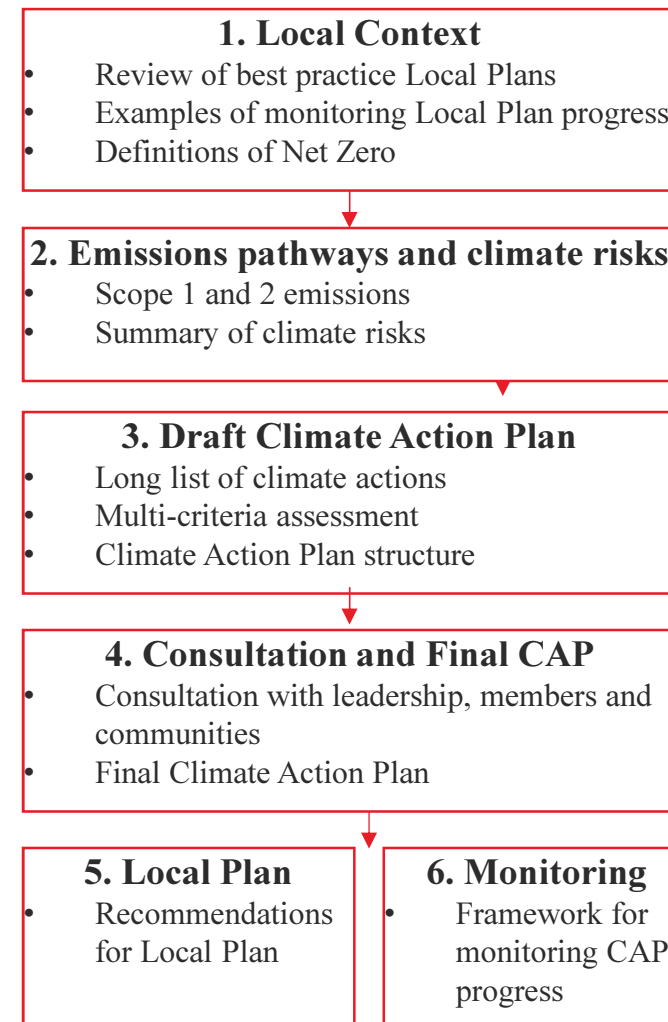 1. Local Context
• Review of best practice Local Plans
• Examples of monitoring Local Plan progress
• Definitions of Net Zero
2. Emissions pathways and climate risks
• Scope 1 and 2 emissions
• Summary of climate risks
3. Draft Climate Action Plan
• Long list of climate actions
• Multi-criteria assessment
• Climate Action Plan structure
4. Consultation and Final CAP
• Consultation with leadership, members and
communities
• Final Climate Action Plan
5. Local Plan
• Recommendations
for Local Plan
6. Monitoring
• Framework for
monitoring CAP
progress